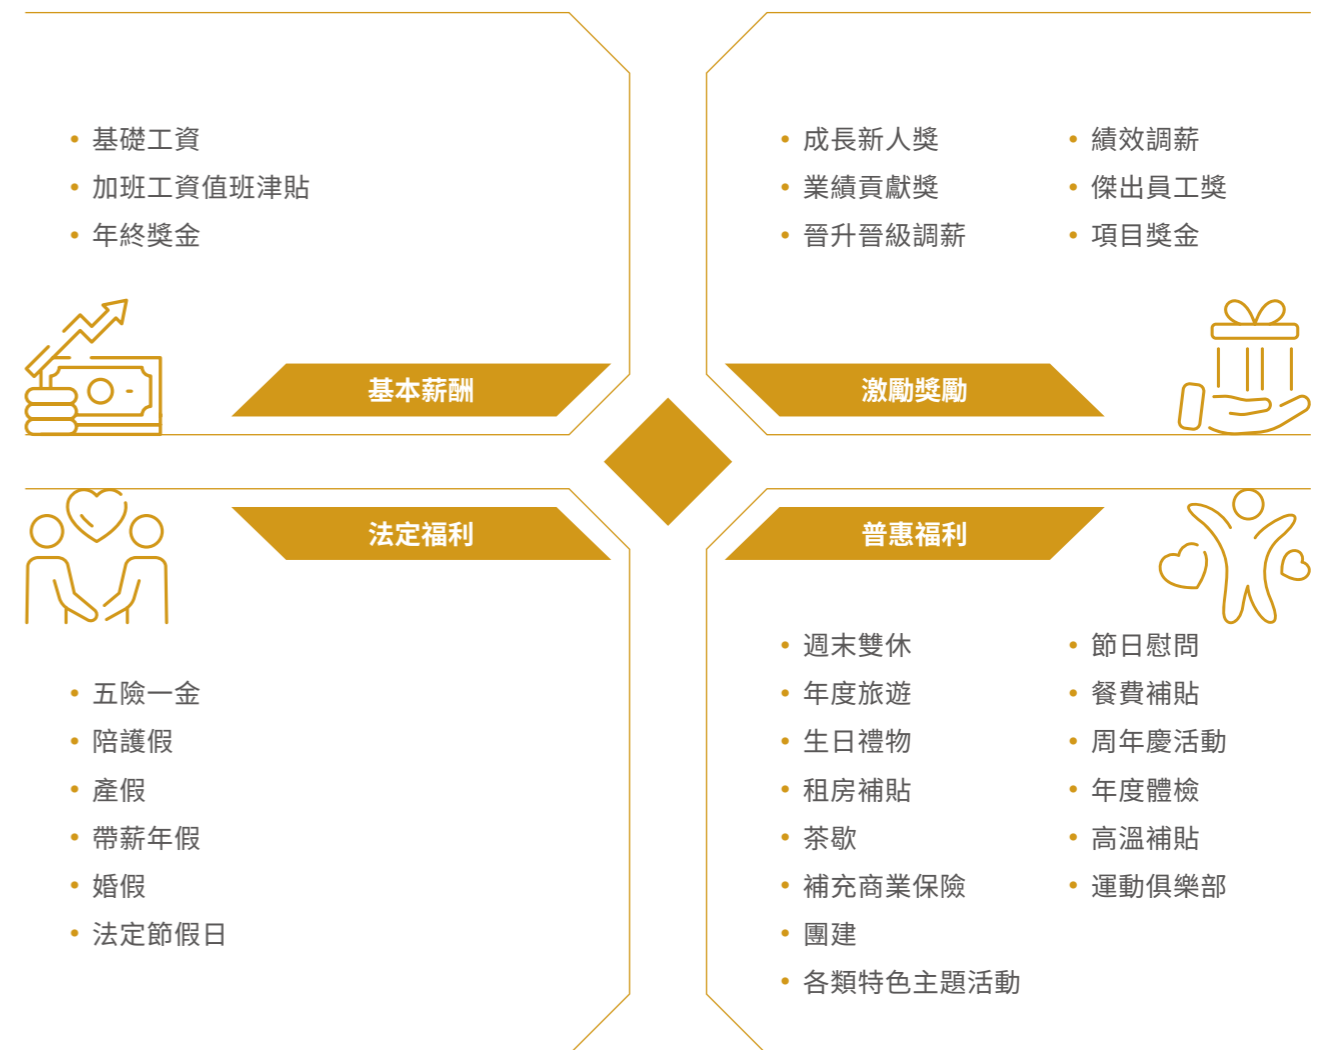 基礎工資
加班工資值班津貼
年終獎金
基本薪酬
成長新人獎
業績貢獻獎
晉升晉級調薪
績效調薪
傑出員工獎
項目獎金
激勵獎勵
法定福利
五險一金
陪護假
產假
帶薪年假
婚假
法定節假日
普惠福利
週末雙休
年度旅遊
生日禮物
租房補貼
茶歇
補充商業保險
團建
各類特色主題活動
節日慰問
餐費補貼
周年慶活動
年度體檢
高溫補貼
運動俱樂部